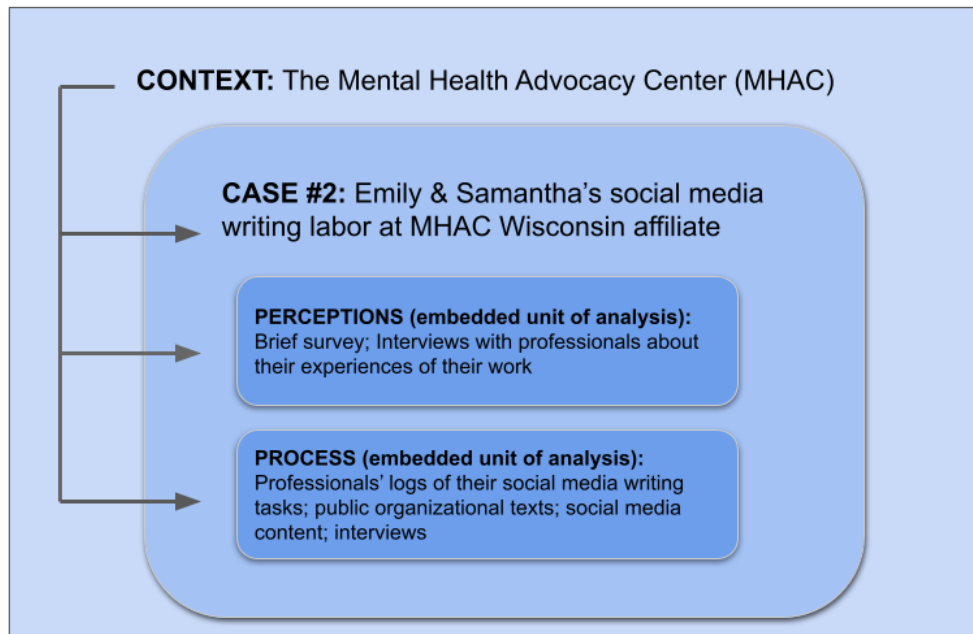 CONTEXT: The Mental Health Advocacy Center (MHAC)
CASE #2: Emily & Samantha's social media
writing labor at MHAC Wisconsin affiliate
PERCEPTIONS (embedded unit of analysis):
Brief survey; Interviews with professionals about
their experiences of their work
PROCESS (embedded unit of analysis):
Professionals' logs of their social media writing
tasks; public organizational texts; social media
content; interviews